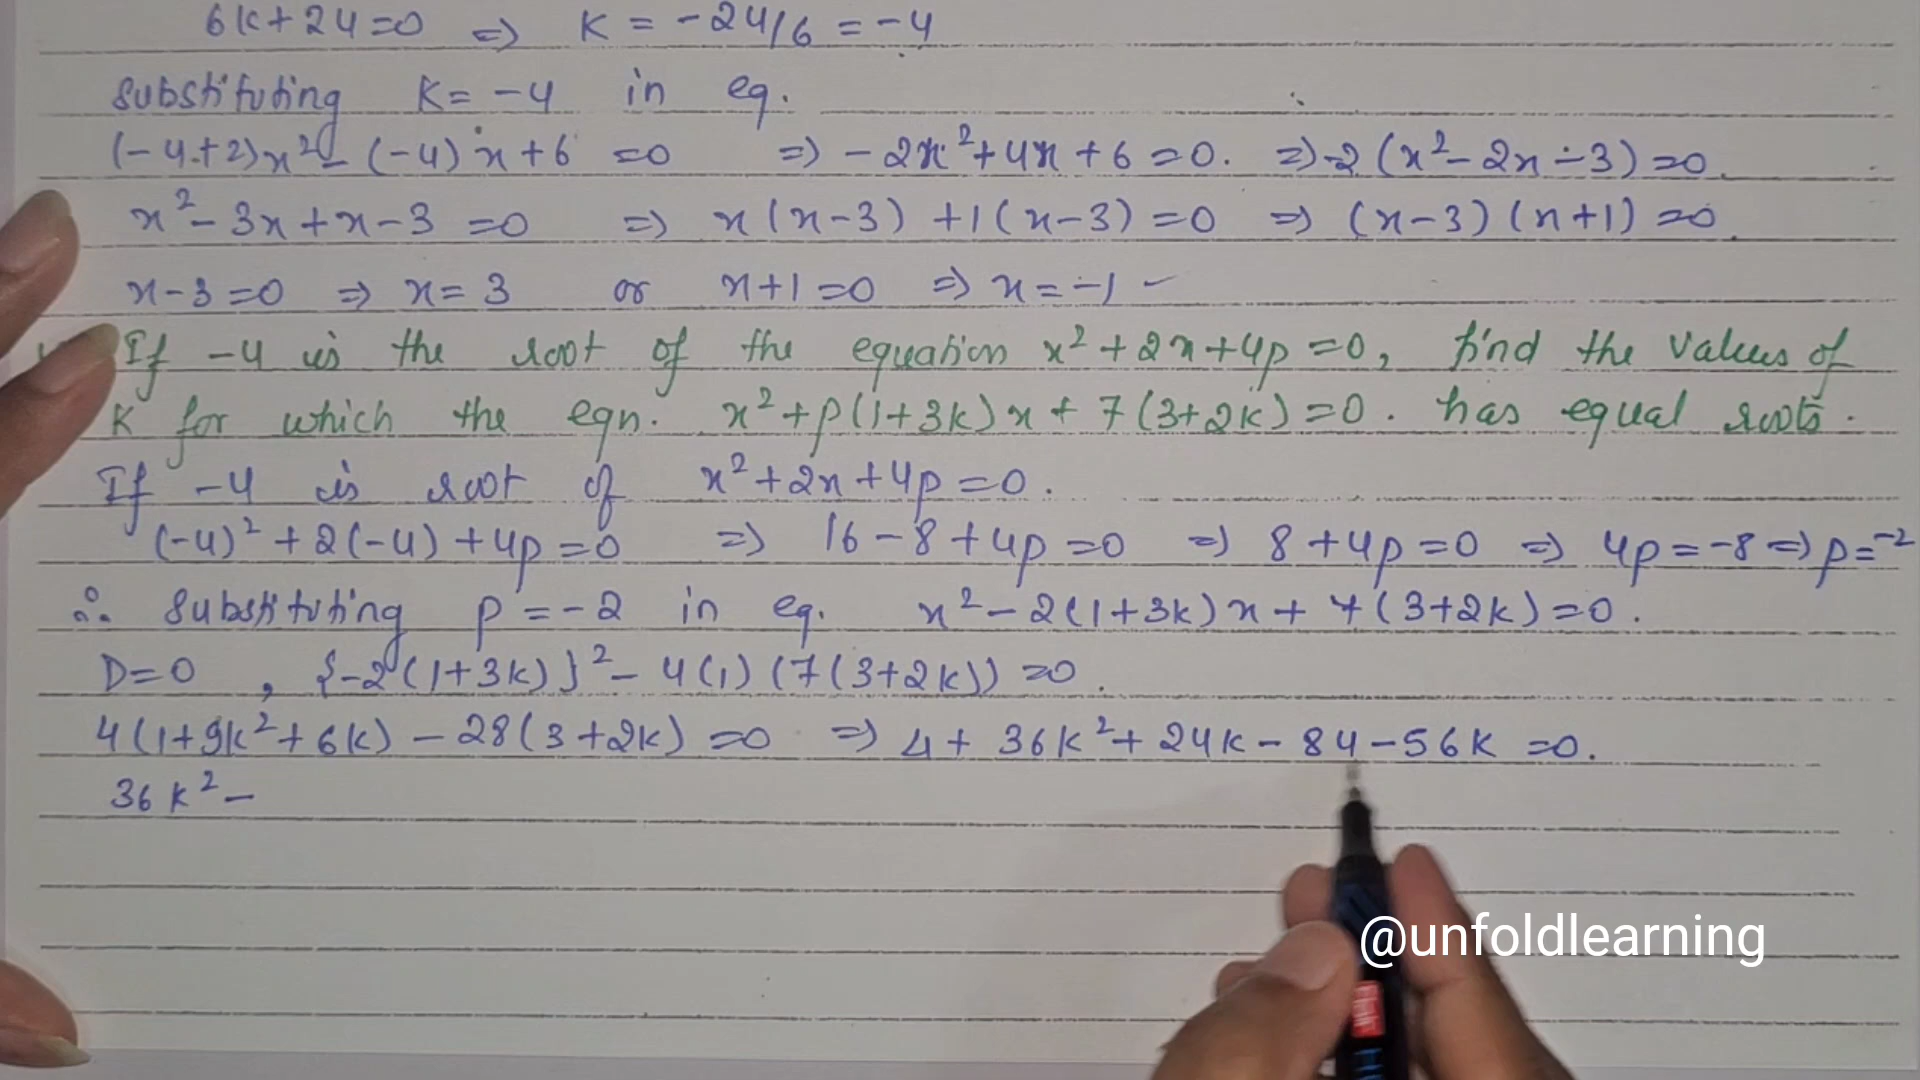 6k+24=0 => K = -24/6 = -4
Substituting K = -4 in eq.
(-4+2)x²-(-4)x+6 =0 => -2x²+4x+6=0. => -2(x²-2x-3)=0.
x²-3x+x-3=0 => x(x-3)+1(x-3)=0 => (x-3)(x+1)=0.
x-3=0 => x=3 or x+1=0 => x=-1
If -4 is the root of the equation x²+2x+4p=0, find the values of
K for which the eqn. x²+p(1+3k)x+7(3+2k)=0. has equal roots.
If -4 is root of x²+2x+4p=0.
(-4)²+2(-4)+4p=0 => 16-8+4p=0 => 8+4p=0 => 4p=-8 => p=-2
∴ Substituting p=-2 in eq. x²-2(1+3k)x+7(3+2k)=0.
D=0, {-2(1+3k)}²-4(1)(7(3+2k))=0.
4(1+9k²+6k)-28(3+2k)=0 => 4+36k²+24k-84-56k=0.
36k²-
@unfoldlearning